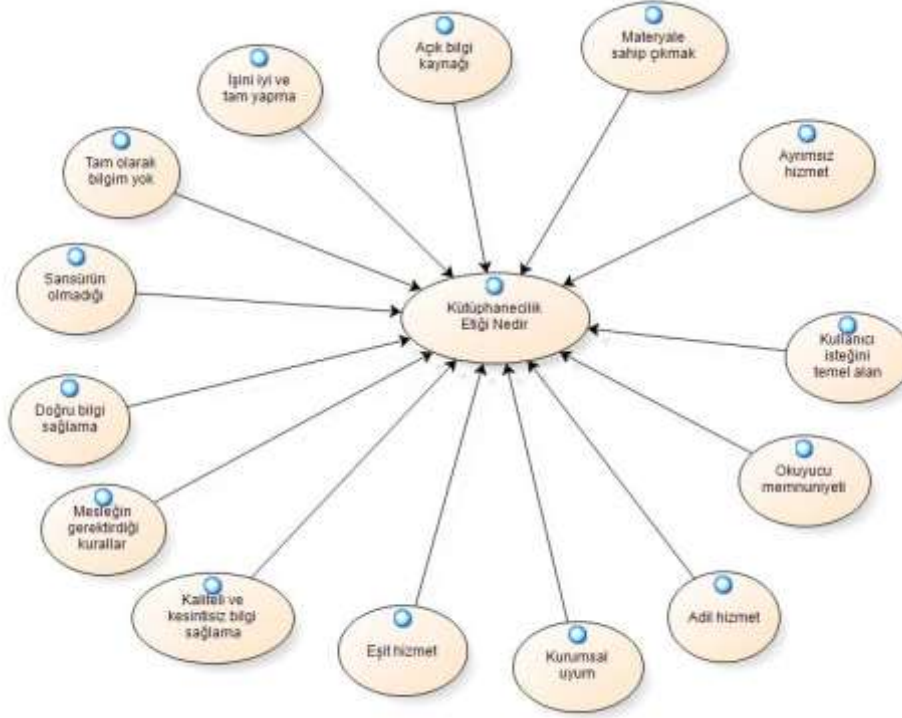 Açık bilgi
kaynağı
Materyale
sahip çıkmak
İşini iyi ve
tam yapma
Tam olarak
bilgim yok
Ayrımsız
hizmet
Sansürün
olmadığı
Kütüphanecilik
Etiği Nedir
Kullanıcı
isteğini
temel alan
Doğru bilgi
sağlama
Okuyucu
memnuniyeti
Mesleğin
gerektirdiği
kurallar
Kaliteli ve
kesintisiz bilgi
sağlama
Eşit hizmet
Kurumsal
uyum
Adil hizmet